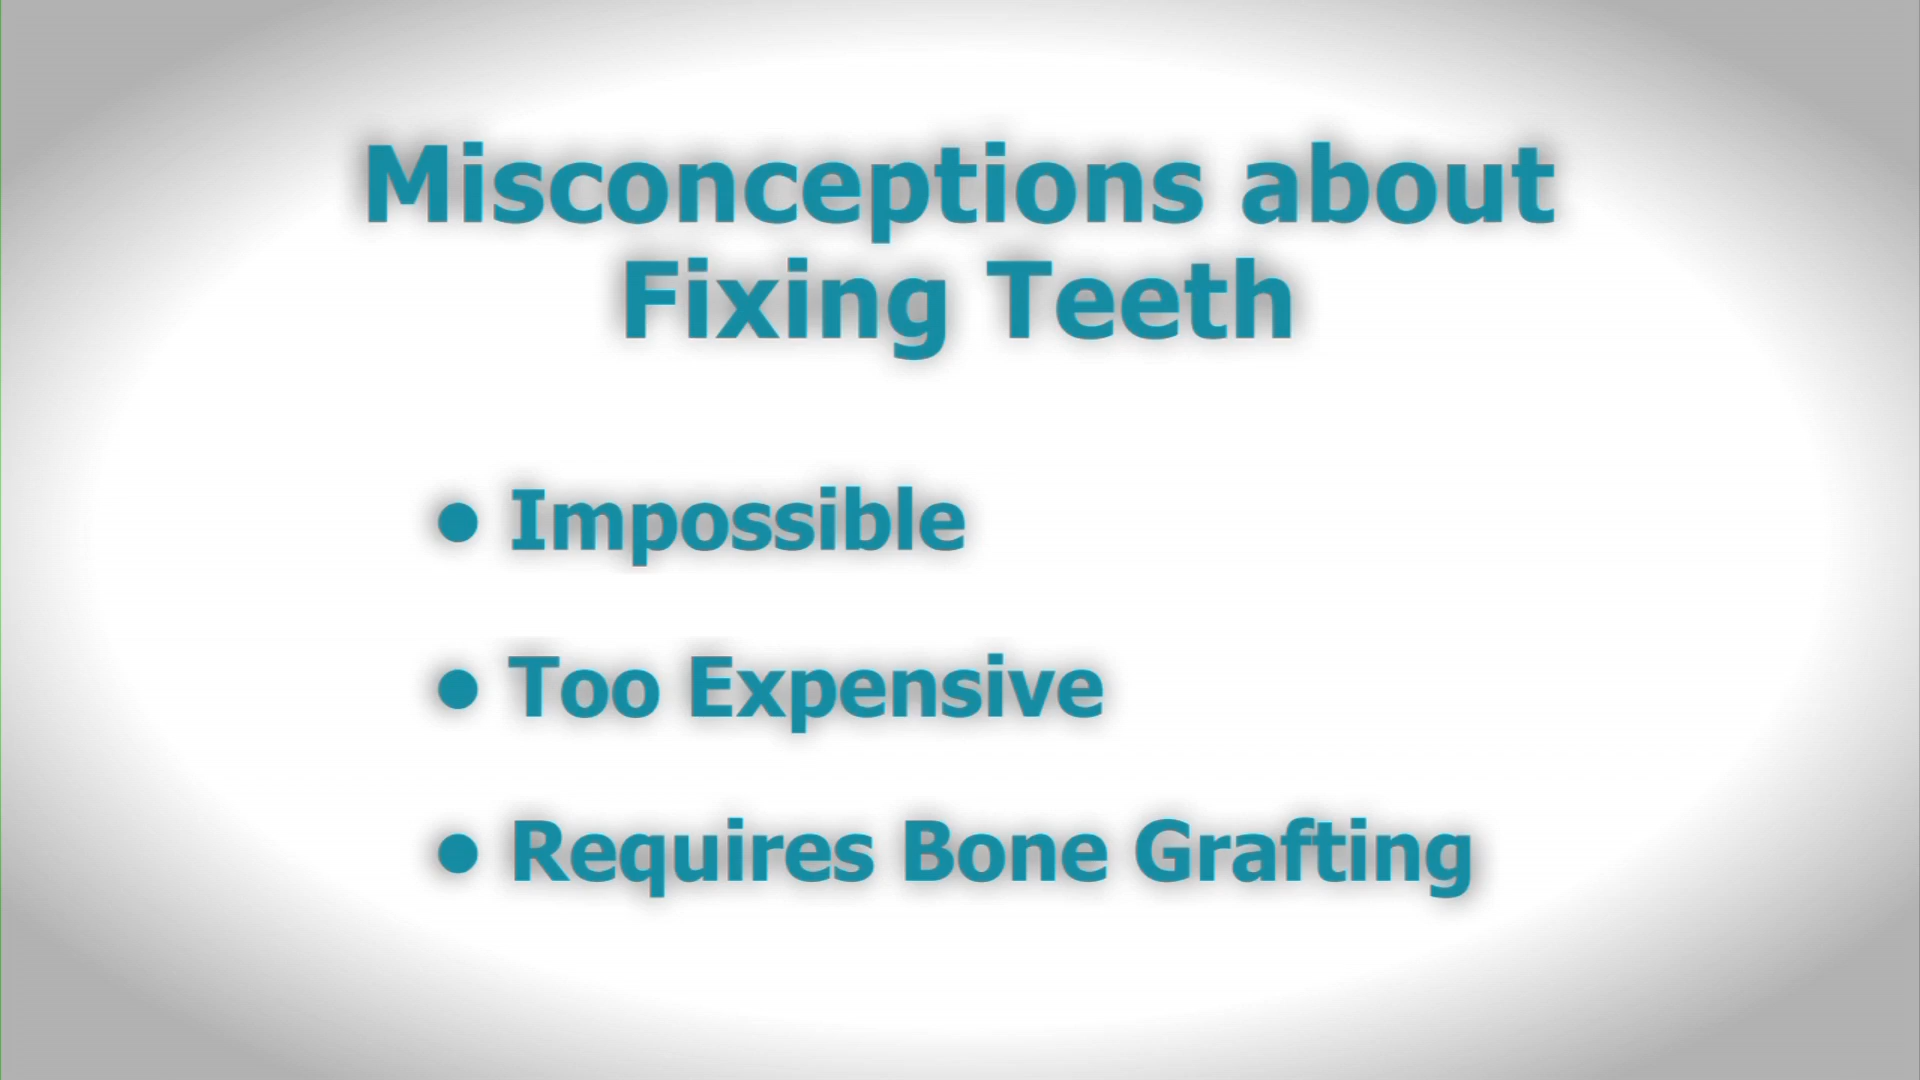 Misconceptions about
Fixing Teeth
• Impossible
• Too Expensive
• Requires Bone Grafting